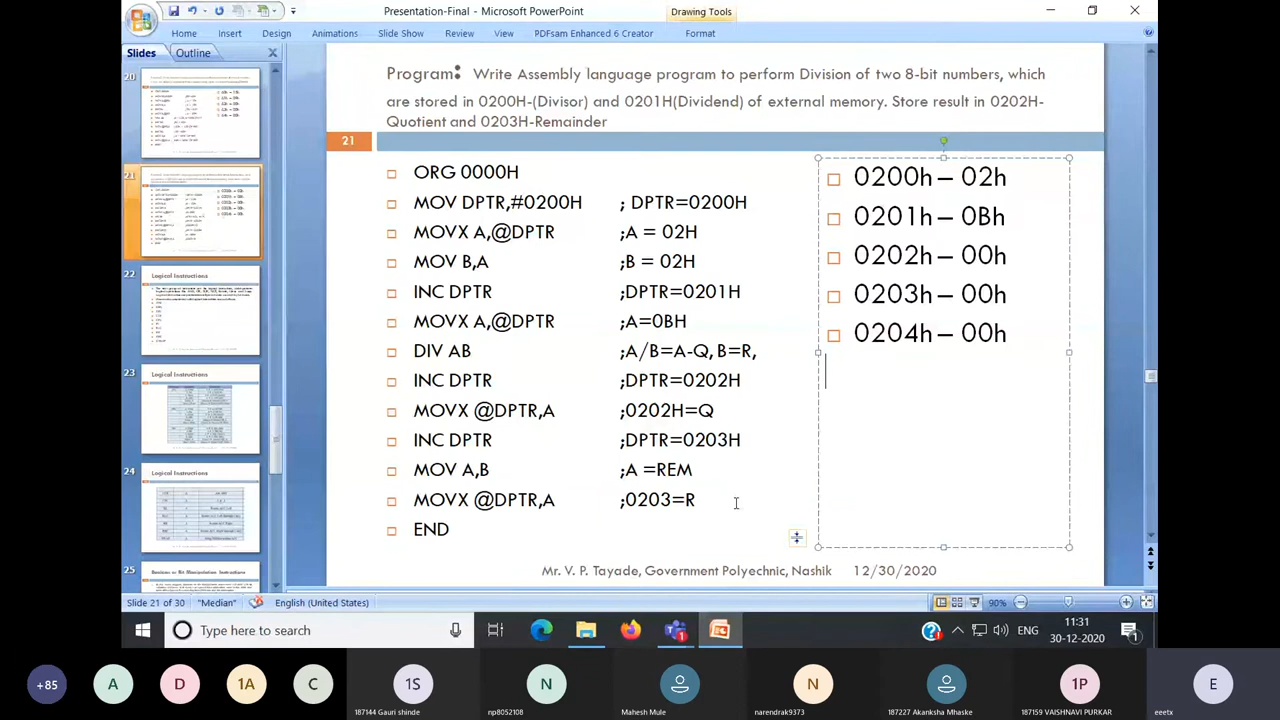 Presentation-Final - Microsoft PowerPoint
Drawing Tools
Home Insert Design Animations Slide Show Review View PDFsam Enhanced 6 Creator Format
Slides Outline
20
21
22
Logical Instructions
23
Logical Instructions
24
Logical Instructions
25
Program: Write Assembly language program to perform Division of two 8-bit numbers, which
are stored in 0200H-(Divisor) and 0201H(Dividend) of external memory. Store result in 0202H-
Quotient and 0203H-Remainder
21
ORG 0000H
MOV DPTR,#0200H ; DPTR=0200H
MOVX A,@DPTR ;A = 02H
MOV B,A ;B = 02H
INC DPTR ;DPTR=0201H
MOVX A,@DPTR ;A=0BH
DIV AB ;A/B=A-Q, B=R,
INC DPTR ;DPTR=0202H
MOVX @DPTR,A ;0202H=Q
INC DPTR ;DPTR=0203H
MOV A,B ;A =REM
MOVX @DPTR,A ;0203=R
END
0200h – 02h
0201h – 0Bh
0202h – 00h
0203h – 00h
0204h – 00h
Mr. V. P. Toradge, Government Polyechnic, Nashik 12/30/2020
Slide 21 of 30 "Median" English (United States) 90%
Type here to search
ENG
11:31
30-12-2020
+85 A D 1A C 1S N N 1P E
187144 Gauri shinde np8052108 Mahesh Mule narendrak9373 187227 Akanksha Mhaske 187159 VAISHNAVI PURKAR eeetx